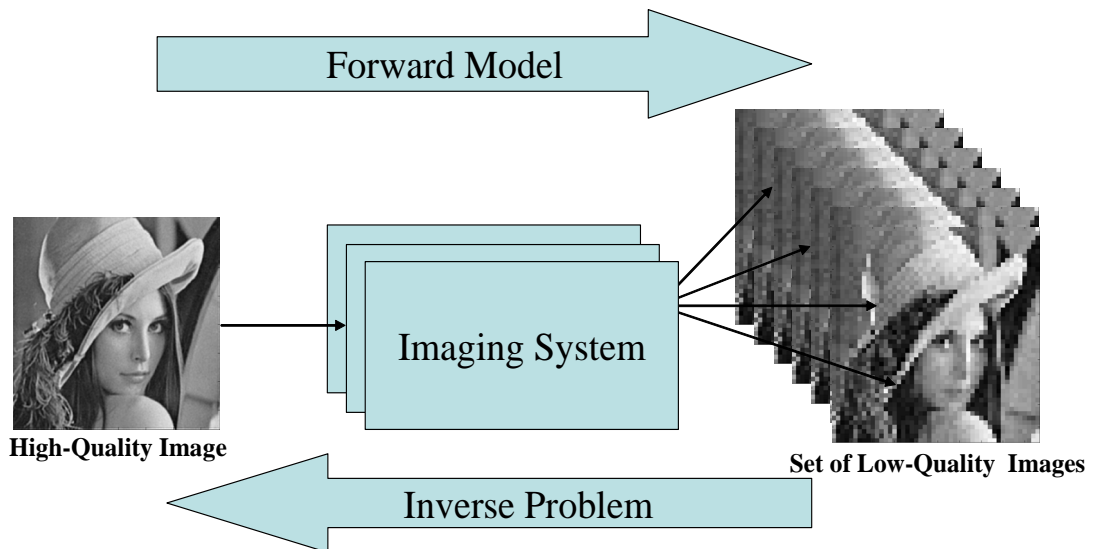 Forward Model
Imaging System
High-Quality Image
Set of Low-Quality Images
Inverse Problem